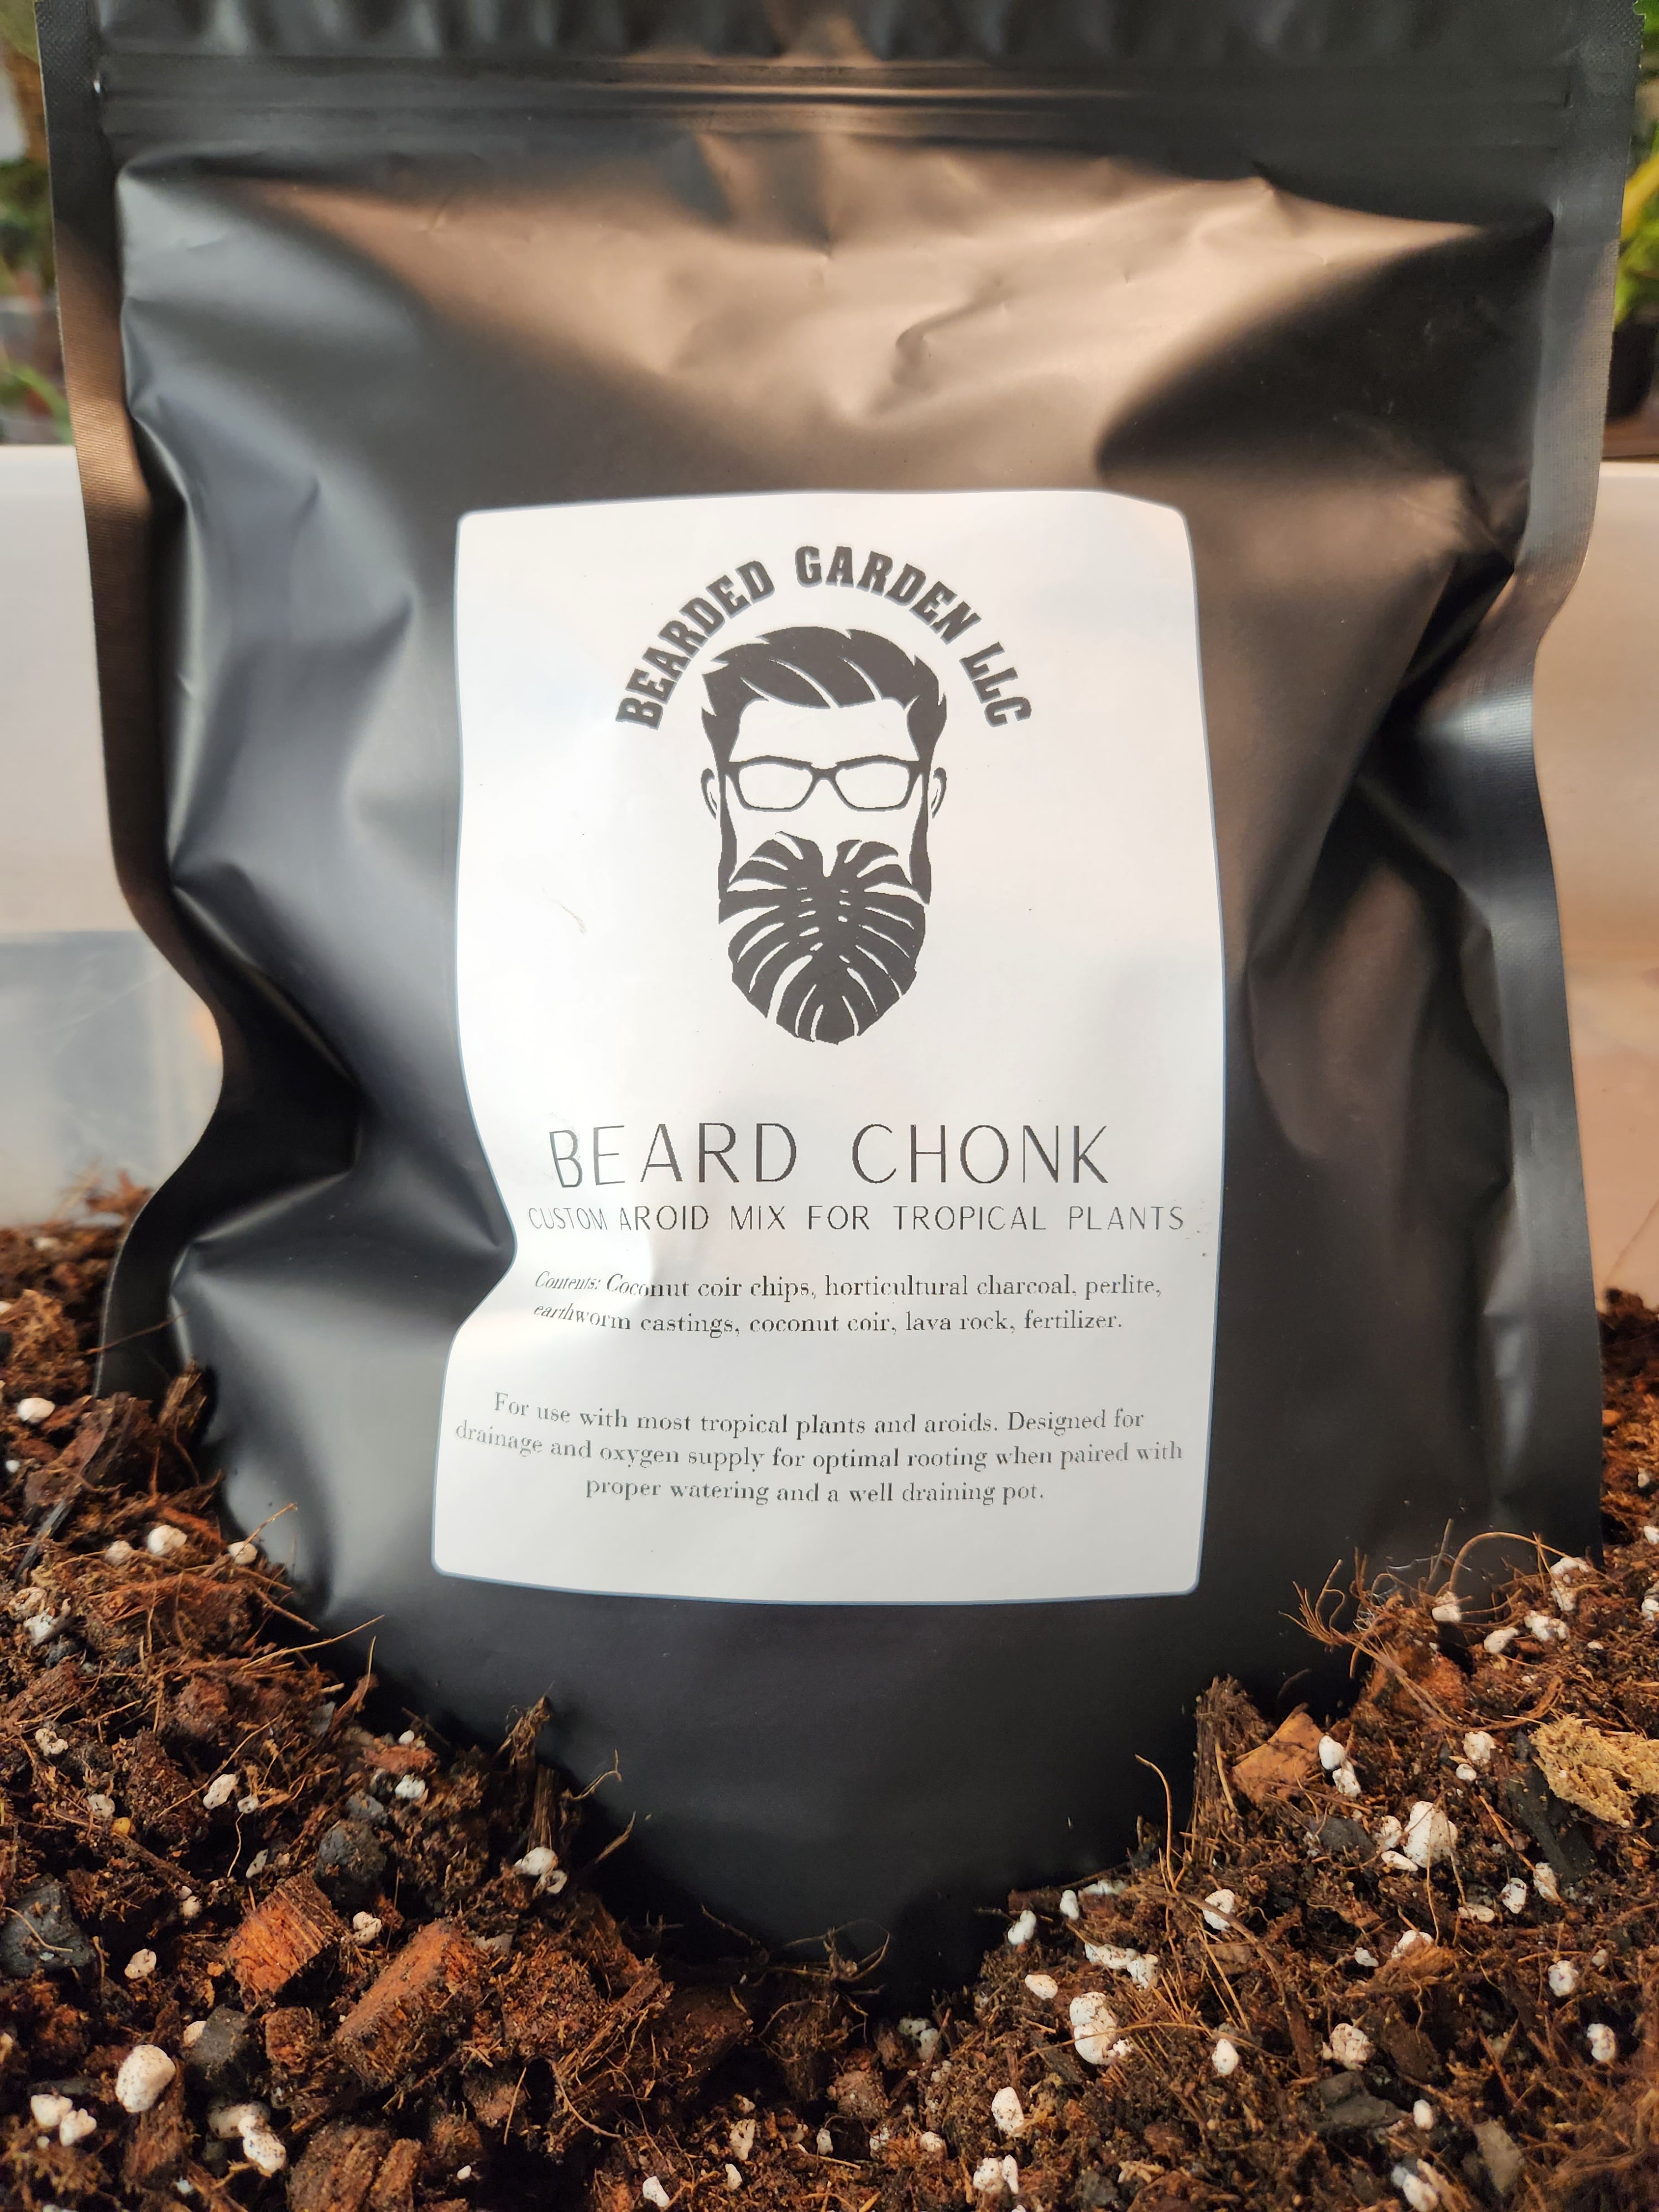 BEARDED GARDEN LLC
BEARD CHONK
CUSTOM AROID MIX FOR TROPICAL PLANTS
Contents: Coconut coir chips, horticultural charcoal, perlite,
earthworm castings, coconut coir, lava rock, fertilizer.
For use with most tropical plants and aroids. Designed for
drainage and oxygen supply for optimal rooting when paired with
proper watering and a well draining pot.